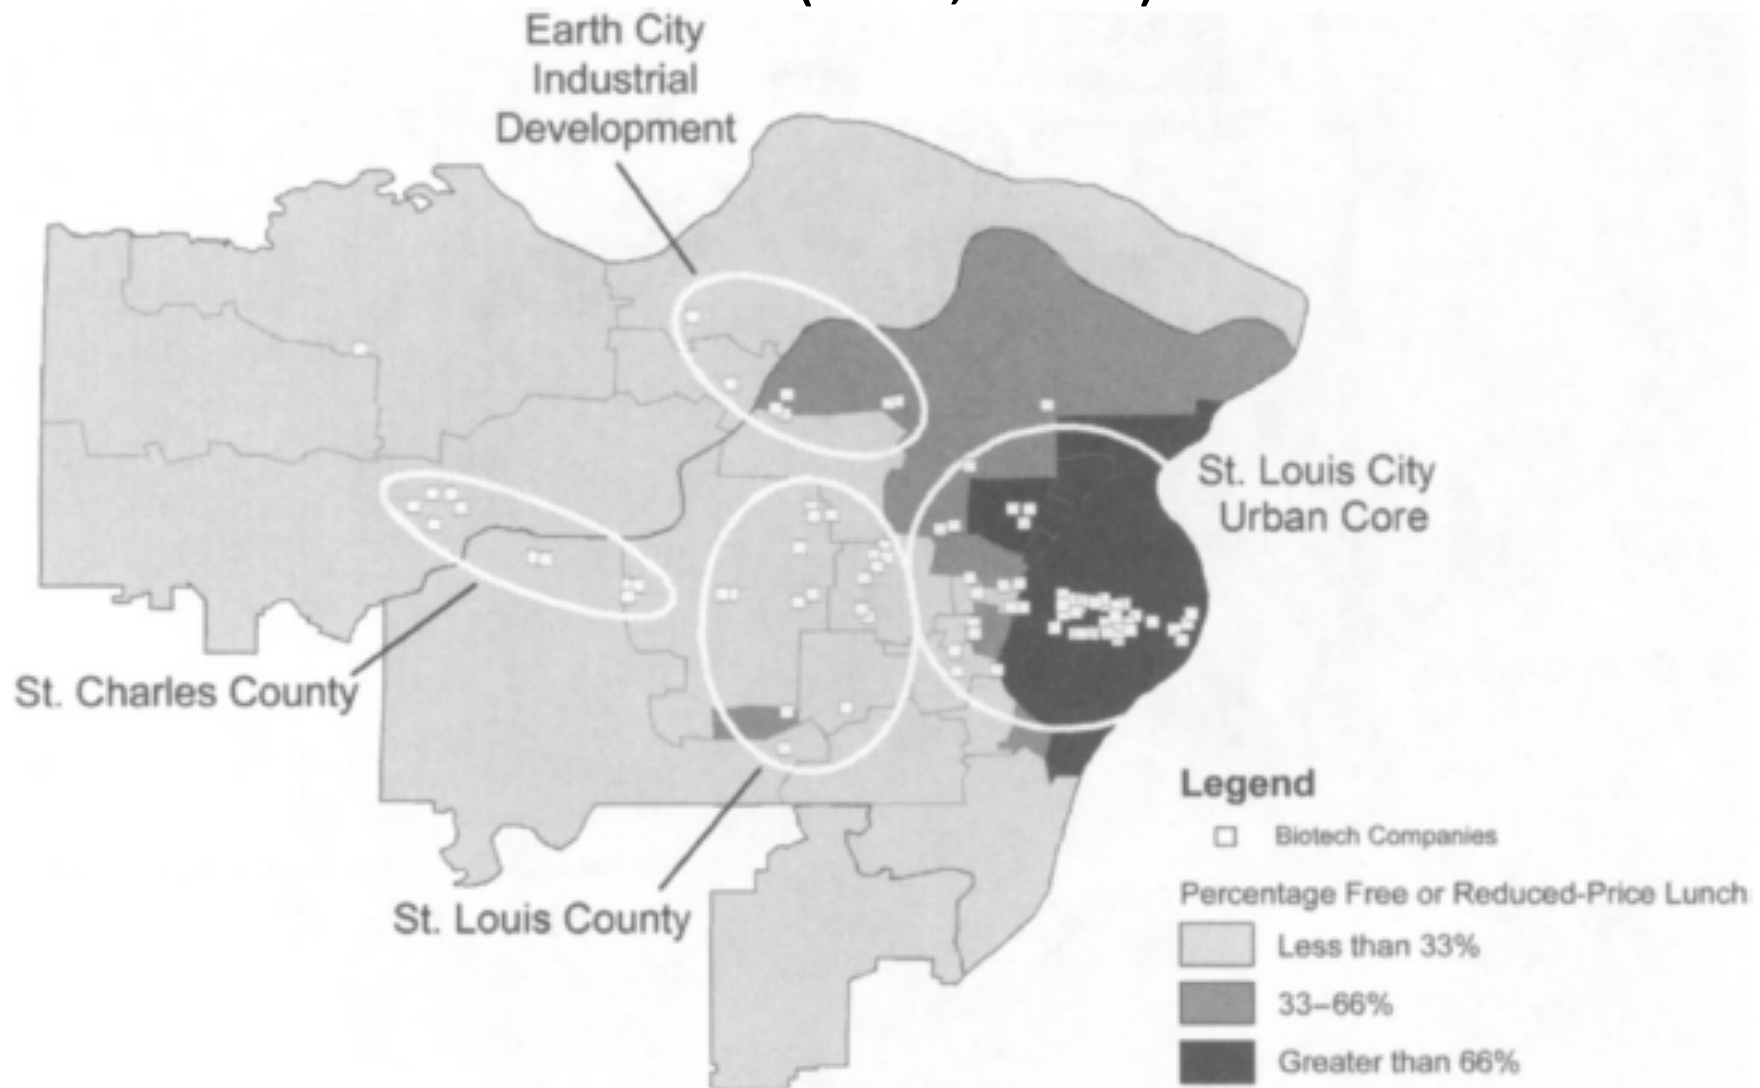 Earth City
Industrial
Development
St. Louis City
Urban Core
St. Charles County
St. Louis County
Legend
Biotech Companies
Percentage Free or Reduced-Price Lunch
Less than 33%
33–66%
Greater than 66%